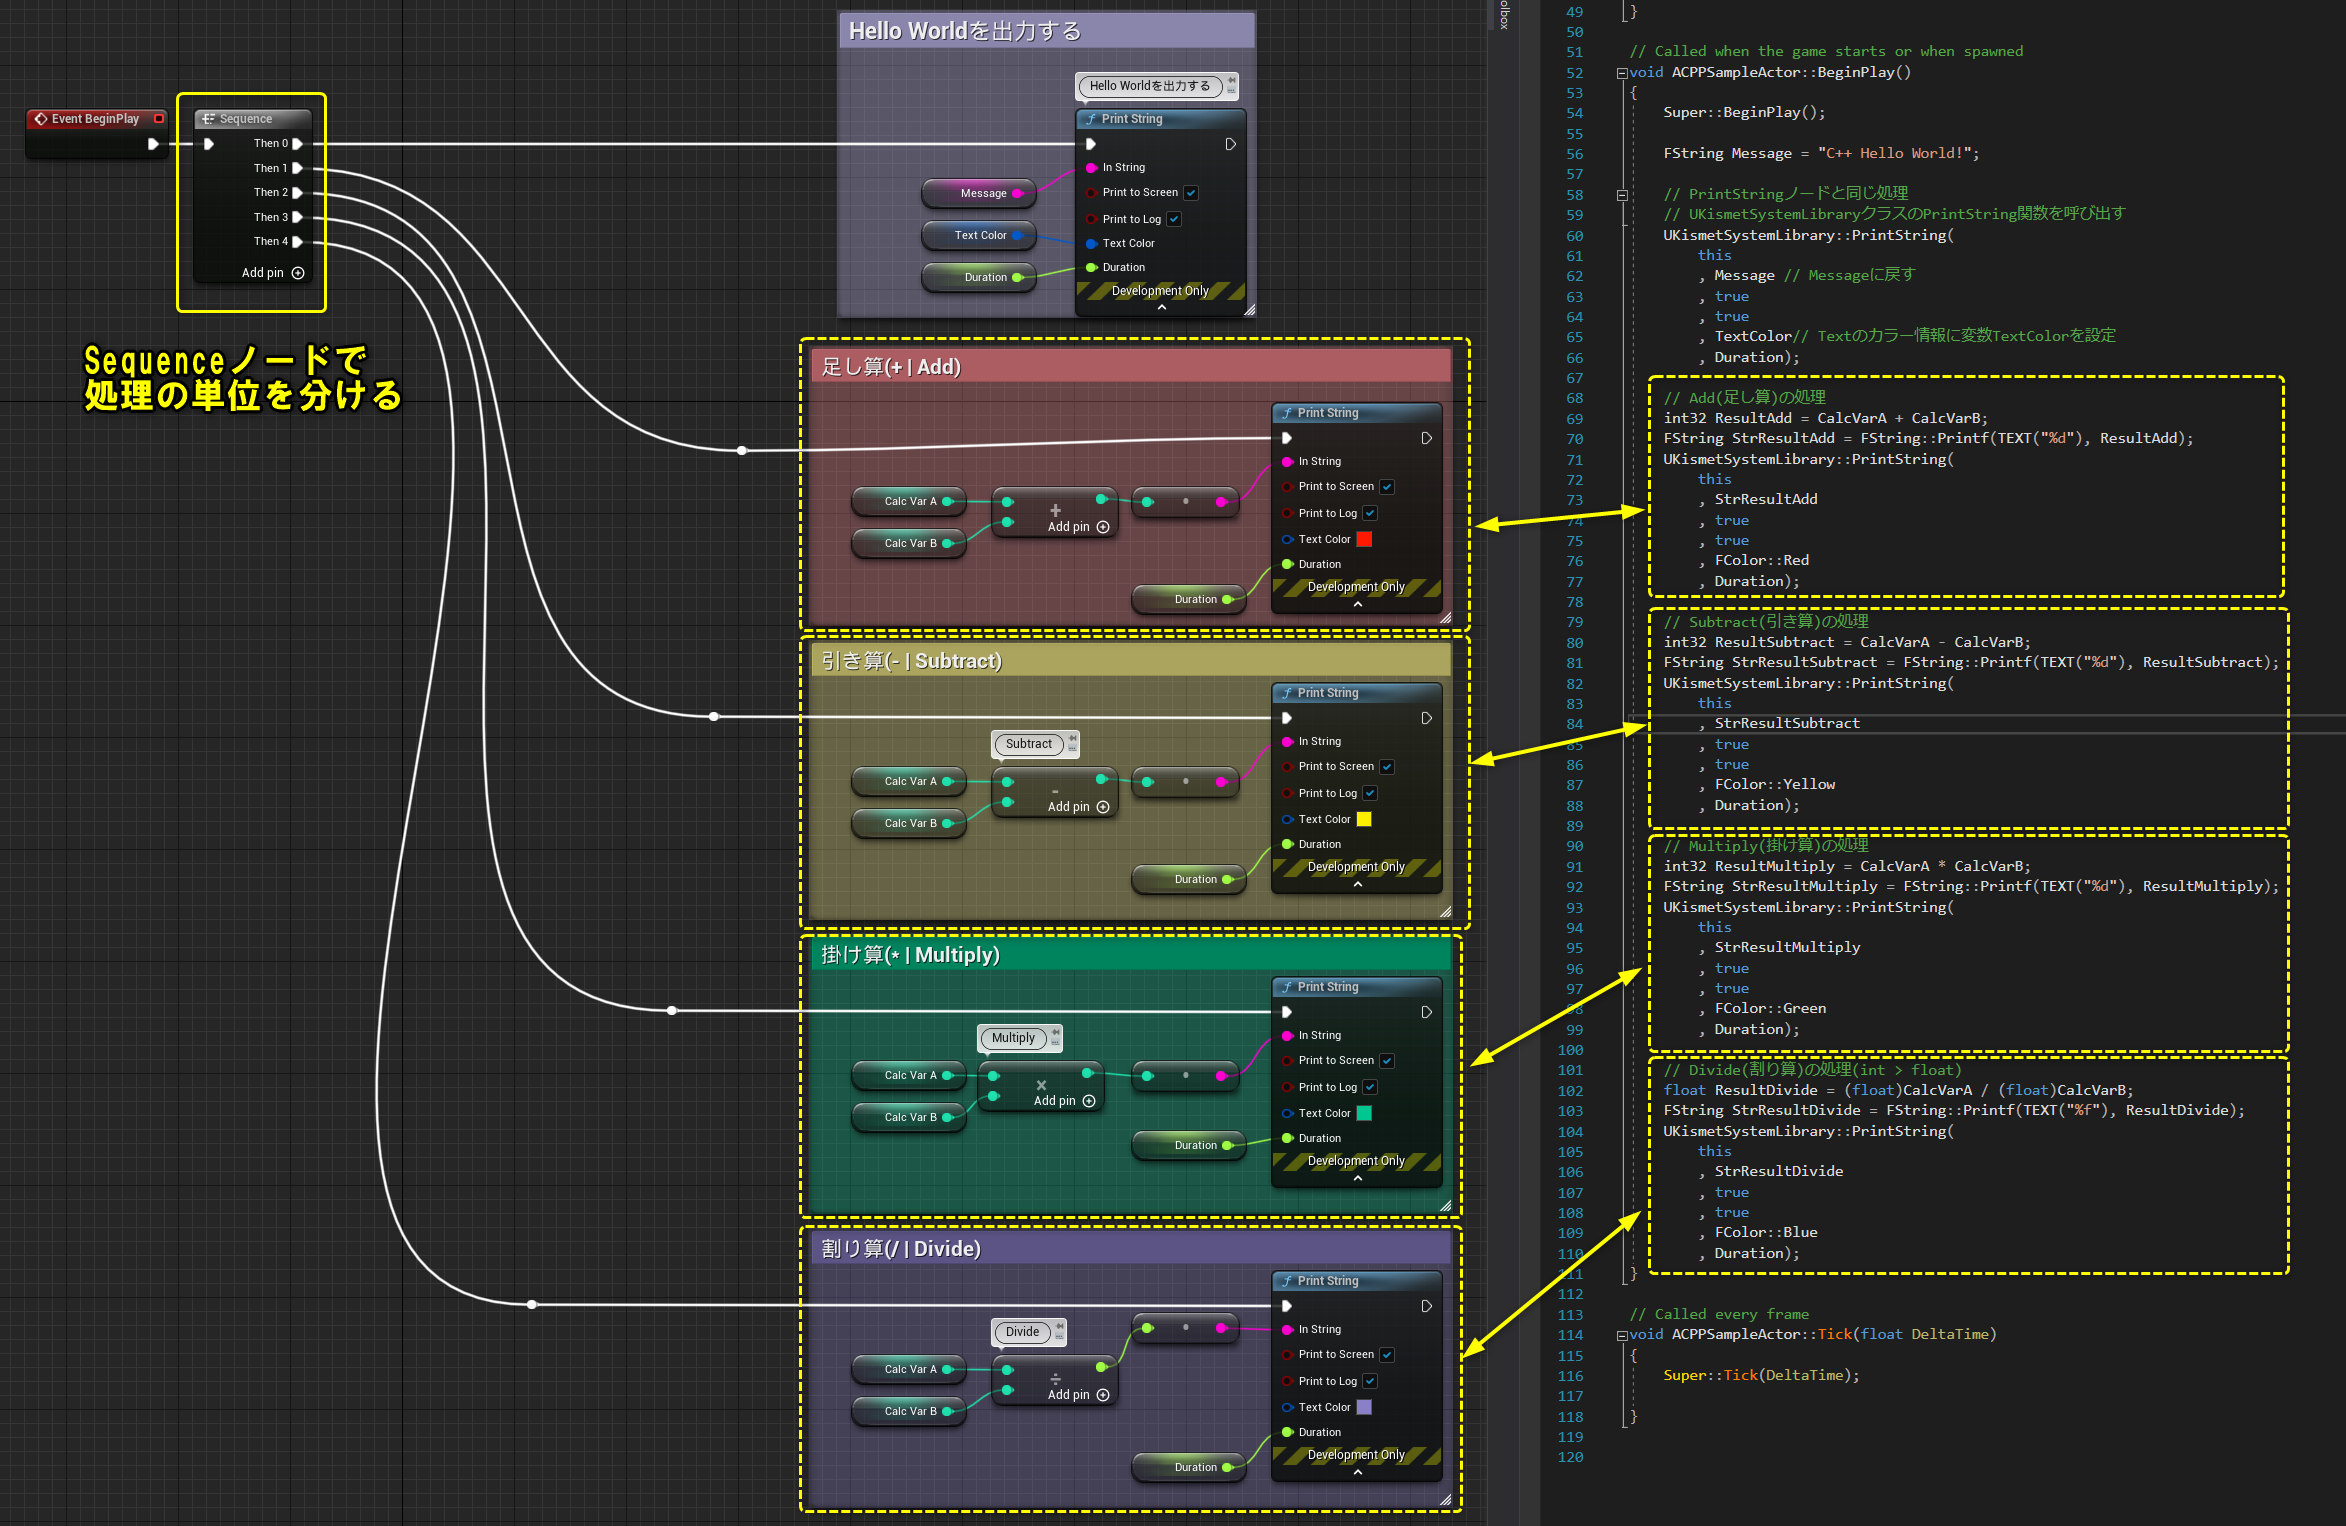 Hello Worldを出力する
Hello Worldを出力する
Event BeginPlay
Sequence
Then 0
Then 1
Then 2
Then 3
Then 4
Add pin
Print String
In String
Print to Screen
Print to Log
Text Color
Duration
Development Only
Message
Text Color
Duration
Sequenceノードで
処理の単位を分ける
足し算(+ | Add)
Print String
In String
Print to Screen
Print to Log
Text Color
Duration
Development Only
Calc Var A
Calc Var B
+
Add pin
Duration
引き算(- | Subtract)
Print String
In String
Print to Screen
Print to Log
Text Color
Duration
Development Only
Subtract
Calc Var A
Calc Var B
-
Add pin
Duration
掛け算(* | Multiply)
Print String
In String
Print to Screen
Print to Log
Text Color
Duration
Development Only
Multiply
Calc Var A
Calc Var B
×
Add pin
Duration
割り算(/ | Divide)
Print String
In String
Print to Screen
Print to Log
Text Color
Duration
Development Only
Divide
Calc Var A
Calc Var B
÷
Add pin
Duration
olbox
49 }
50
51 // Called when the game starts or when spawned
52 void ACPPSampleActor::BeginPlay()
53 {
54 Super::BeginPlay();
55
56 FString Message = "C++ Hello World!";
57
58 // PrintStringノードと同じ処理
59 // UKismetSystemLibraryクラスのPrintString関数を呼び出す
60 UKismetSystemLibrary::PrintString(
61 this
62 , Message // Messageに戻す
63 , true
64 , true
65 , TextColor// Textのカラー情報に変数TextColorを設定
66 , Duration);
67
68 // Add(足し算)の処理
69 int32 ResultAdd = CalcVarA + CalcVarB;
70 FString StrResultAdd = FString::Printf(TEXT("%d"), ResultAdd);
71 UKismetSystemLibrary::PrintString(
72 this
73 , StrResultAdd
74 , true
75 , true
76 , FColor::Red
77 , Duration);
78
79 // Subtract(引き算)の処理
80 int32 ResultSubtract = CalcVarA - CalcVarB;
81 FString StrResultSubtract = FString::Printf(TEXT("%d"), ResultSubtract);
82 UKismetSystemLibrary::PrintString(
83 this
84 , StrResultSubtract
85 , true
86 , true
87 , FColor::Yellow
88 , Duration);
89
90 // Multiply(掛け算)の処理
91 int32 ResultMultiply = CalcVarA * CalcVarB;
92 FString StrResultMultiply = FString::Printf(TEXT("%d"), ResultMultiply);
93 UKismetSystemLibrary::PrintString(
94 this
95 , StrResultMultiply
96 , true
97 , true
98 , FColor::Green
99 , Duration);
100
101 // Divide(割り算)の処理(int > float)
102 float ResultDivide = (float)CalcVarA / (float)CalcVarB;
103 FString StrResultDivide = FString::Printf(TEXT("%f"), ResultDivide);
104 UKismetSystemLibrary::PrintString(
105 this
106 , StrResultDivide
107 , true
108 , true
109 , FColor::Blue
110 , Duration);
111 }
112
113 // Called every frame
114 void ACPPSampleActor::Tick(float DeltaTime)
115 {
116 Super::Tick(DeltaTime);
117
118 }
119
120